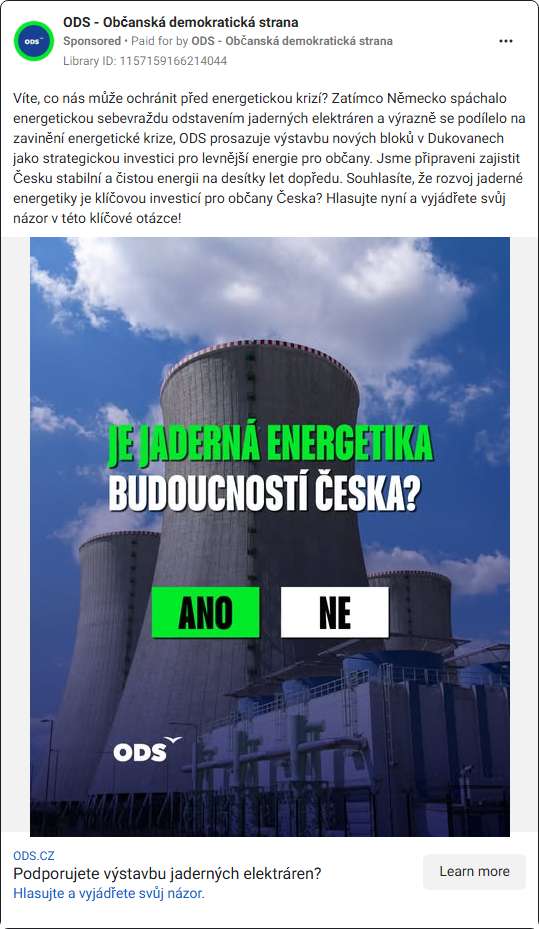 ODS - Občanská demokratická strana
Sponsored • Paid for by ODS - Občanská demokratická strana
Library ID: 1157159166214044
Víte, co nás může ochránit před energetickou krizí? Zatímco Německo spáchalo
energetickou sebevraždu odstavením jaderných elektráren a výrazně se podílelo na
zavinění energetické krize, ODS prosazuje výstavbu nových bloků v Dukovanech
jako strategickou investici pro levnější energie pro občany. Jsme připraveni zajistit
Česku stabilní a čistou energii na desítky let dopředu. Souhlasíte, že rozvoj jaderné
energetiky je klíčovou investicí pro občany Česka? Hlasujte nyní a vyjádřete svůj
názor v této klíčové otázce!
JE JADERNÁ ENERGETIKA
BUDOUCNOSTÍ ČESKA?
ANO NE
ODS
ODS.CZ
Podporujete výstavbu jaderných elektráren?
Hlasujte a vyjádřete svůj názor.
Learn more